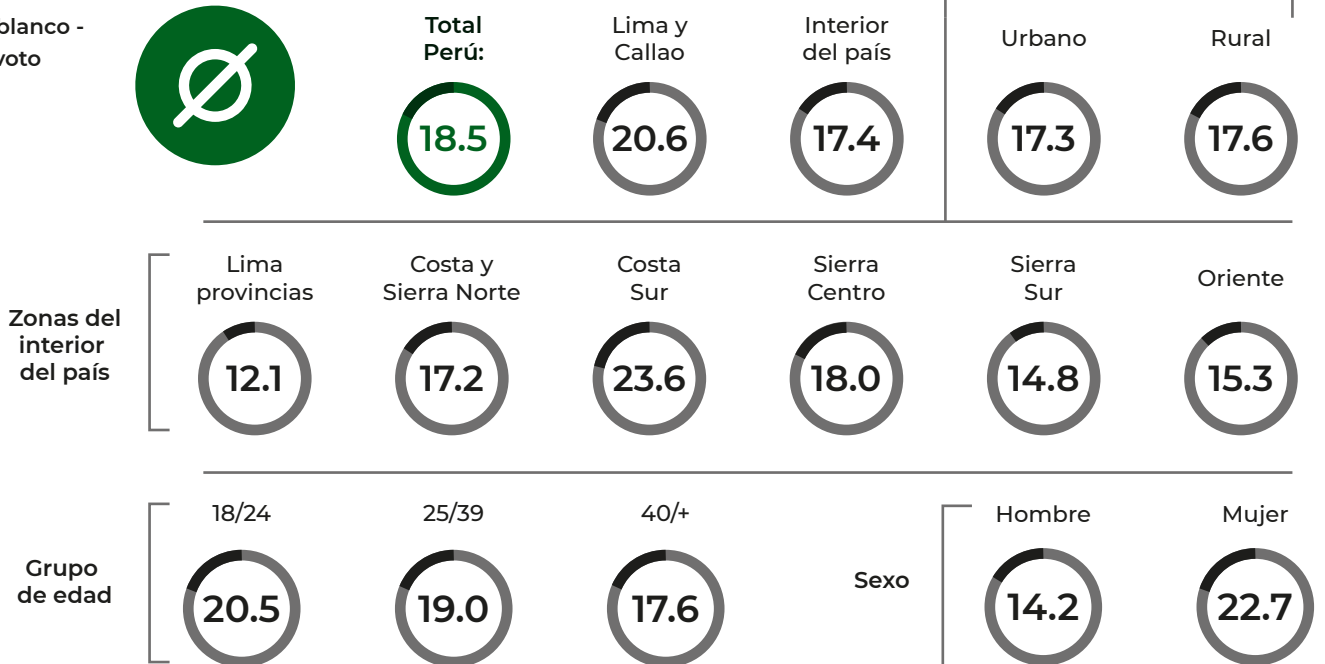 blanco -
voto
Total
Perú:
18.5
Lima y
Callao
20.6
Interior
del país
17.4
Urbano
17.3
Rural
17.6
Zonas del
interior
del país
Lima
provincias
12.1
Costa y
Sierra Norte
17.2
Costa
Sur
23.6
Sierra
Centro
18.0
Sierra
Sur
14.8
Oriente
15.3
Grupo
de edad
18/24
20.5
25/39
19.0
40/+
17.6
Sexo
Hombre
14.2
Mujer
22.7